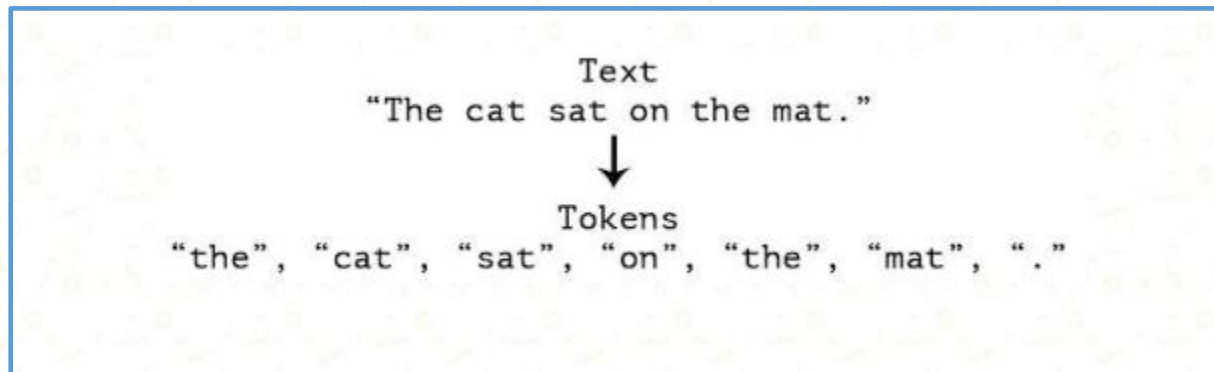 Text
“The cat sat on the mat.”
Tokens
“the”, “cat”, “sat”, “on”, “the”, “mat”, “.”